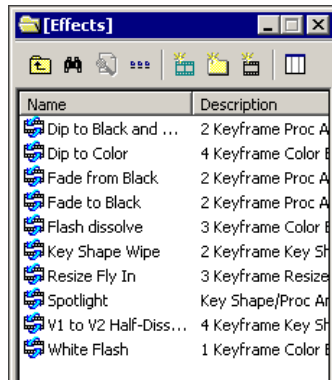 [Effects]
Name Description
Dip to Black and ... 2 Keyframe Proc A
Dip to Color 4 Keyframe Color E
Fade from Black 2 Keyframe Proc A
Fade to Black 2 Keyframe Proc A
Flash dissolve 3 Keyframe Color E
Key Shape Wipe 2 Keyframe Key Sh
Resize Fly In 3 Keyframe Resize
Spotlight Key Shape/Proc An
V1 to V2 Half-Diss... 4 Keyframe Key Sh
White Flash 1 Keyframe Color E